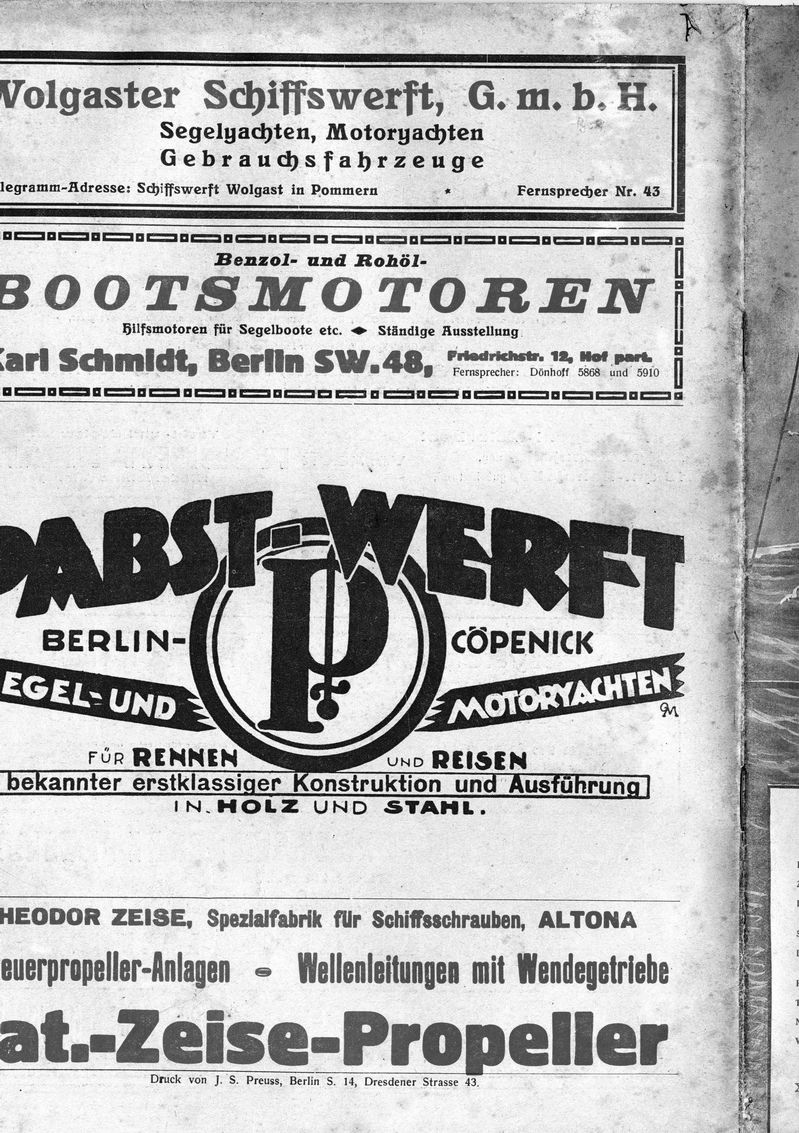 Wolgaster Schiffswerft, G. m. b. H.
Segelyachten, Motoryachten
Gebrauchsfahrzeuge
legramm-Adresse: Schiffswerft Wolgast in Pommern * Fernsprecher Nr. 43
Benzol- und Rohöl-
BOOTSMOTOREN
Hilfsmotoren für Segelboote etc. Ständige Ausstellung
Karl Schmidt, Berlin SW. 48, Friedrichstr. 12, Hof part.
Fernsprecher: Dönhoff 5868 und 5910
PABST-WERFT
P
BERLIN- CÖPENICK
EGEL- UND MOTORYACHTEN
GM
FÜR RENNEN UND REISEN
bekannter erstklassiger Konstruktion und Ausführung
IN HOLZ UND STAHL.
HEODOR ZEISE, Spezialfabrik für Schiffsschrauben, ALTONA
euerpropeller-Anlagen - Wellenleitungen mit Wendegetriebe
at.-Zeise-Propeller
Druck von J. S. Preuss, Berlin S. 14, Dresdener Strasse 43.